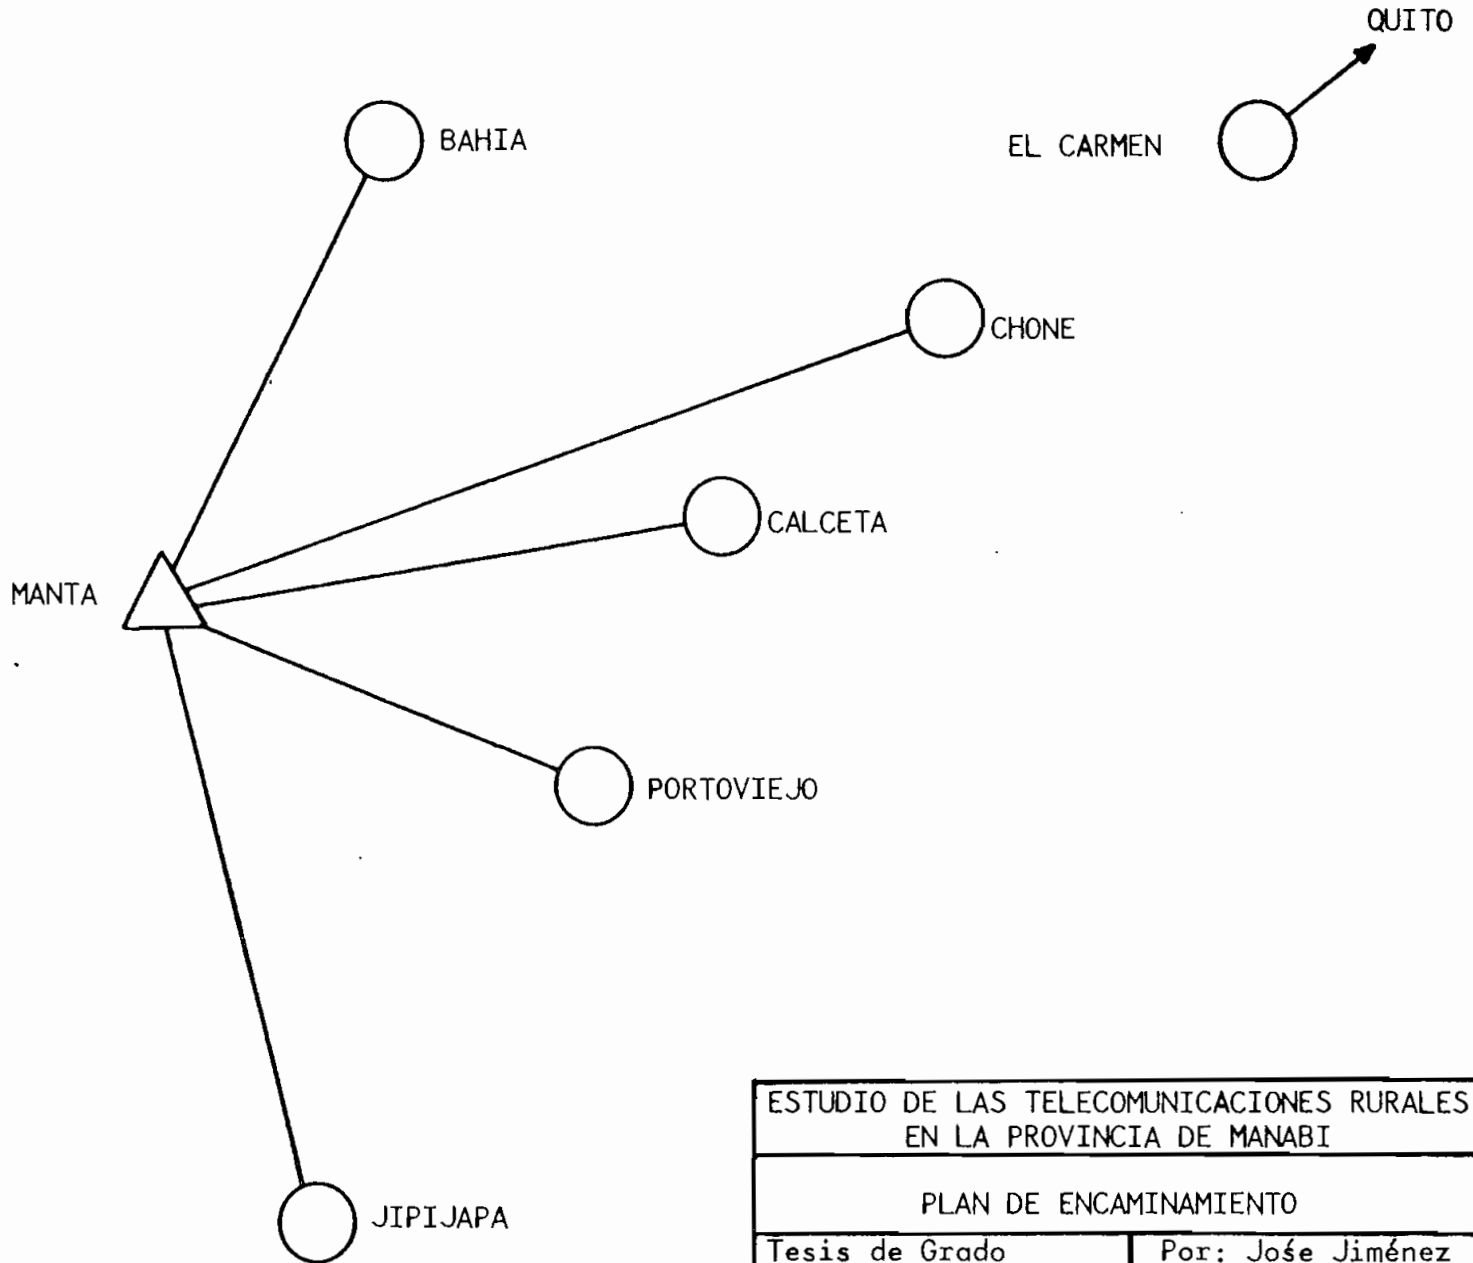 QUITO
BAHIA
EL CARMEN
CHONE
CALCETA
MANTA
PORTOVIEJO
JIPIJAPA
ESTUDIO DE LAS TELECOMUNICACIONES RURALES
EN LA PROVINCIA DE MANABI
PLAN DE ENCAMINAMIENTO
Tesis de Grado
Por: José Jiménez